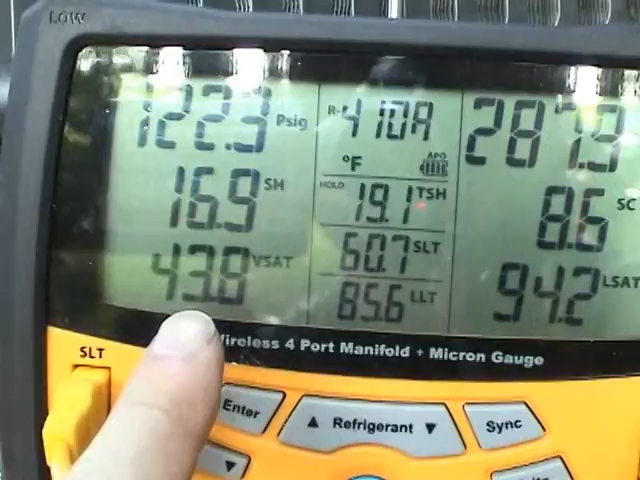 LOW
122.3 Psig
16.9 SH
43.8 VSAT
R-410A
°F APO
HOLD 19.1 TSH
60.7 SLT
85.6 LLT
287.9
8.6 SC
94.2 LSAT
Wireless 4 Port Manifold + Micron Gauge
SLT
Enter
▲ Refrigerant ▼
Sync
▼